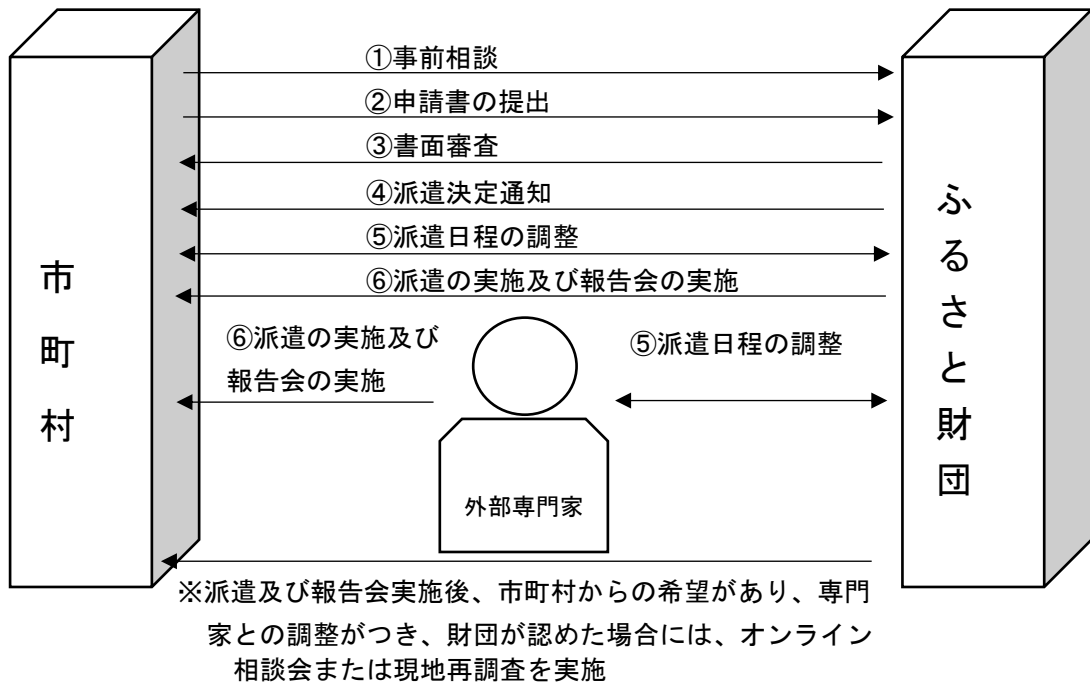 ①事前相談
②申請書の提出
③書面審査
④派遣決定通知
⑤派遣日程の調整
⑥派遣の実施及び報告会の実施
市町村
ふるさと財団
⑥派遣の実施及び
報告会の実施
⑤派遣日程の調整
外部専門家
※派遣及び報告会実施後、市町村からの希望があり、専門
家との調整がつき、財団が認めた場合には、オンライン
相談会または現地再調査を実施